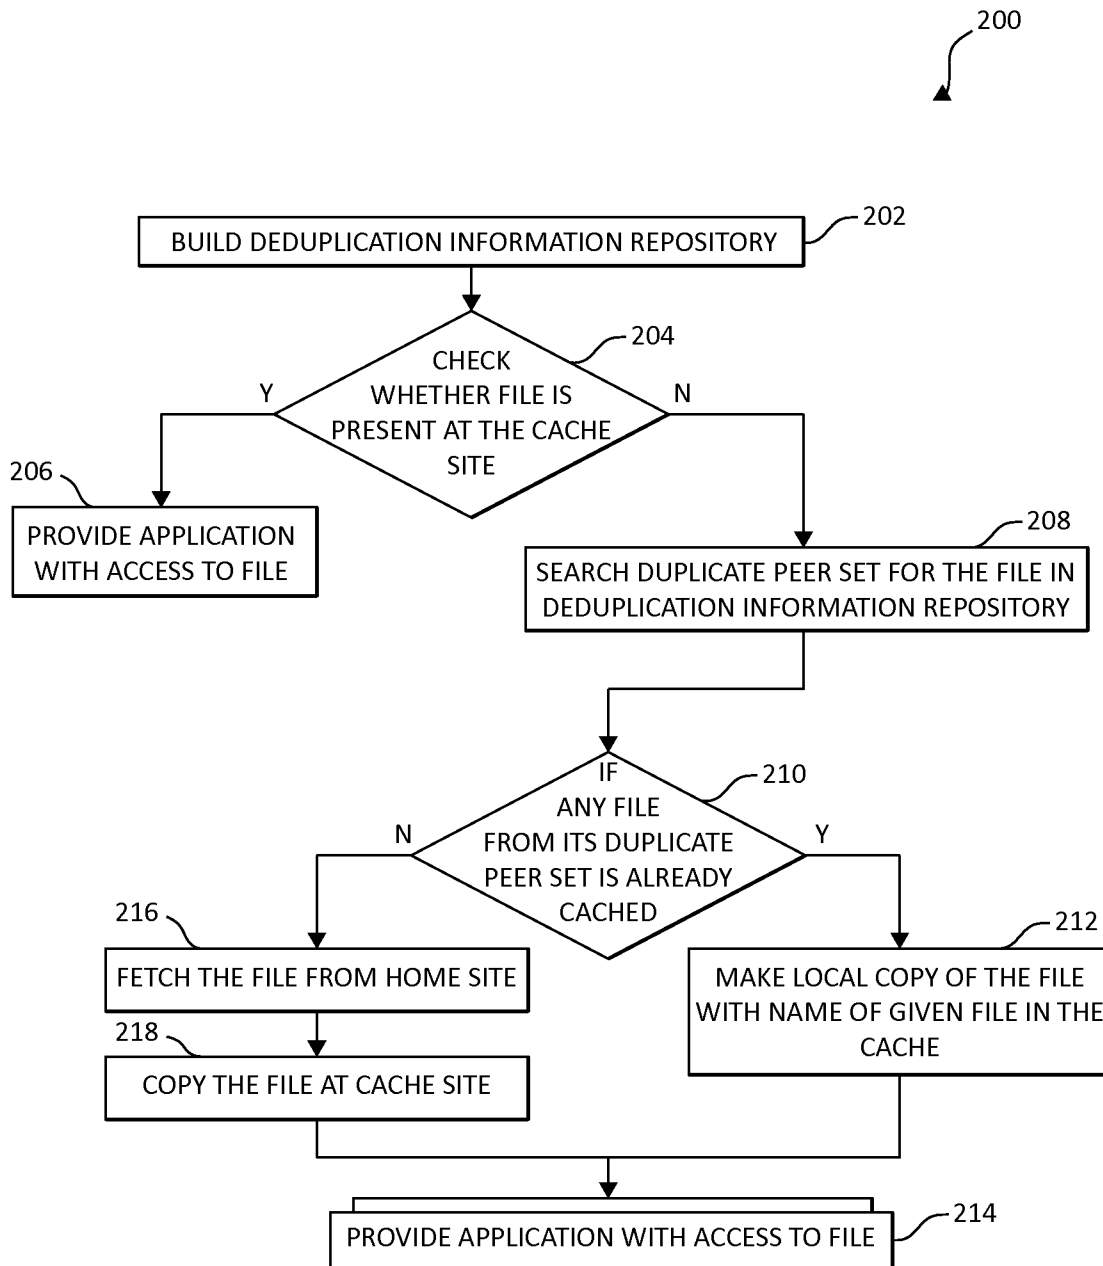 200
202
BUILD DEDUPLICATION INFORMATION REPOSITORY
204
CHECK
WHETHER FILE IS
PRESENT AT THE CACHE
SITE
Y
N
206
PROVIDE APPLICATION
WITH ACCESS TO FILE
208
SEARCH DUPLICATE PEER SET FOR THE FILE IN
DEDUPLICATION INFORMATION REPOSITORY
IF
ANY FILE
FROM ITS DUPLICATE
PEER SET IS ALREADY
CACHED
210
N
Y
216
FETCH THE FILE FROM HOME SITE
218
COPY THE FILE AT CACHE SITE
212
MAKE LOCAL COPY OF THE FILE
WITH NAME OF GIVEN FILE IN THE
CACHE
214
PROVIDE APPLICATION WITH ACCESS TO FILE